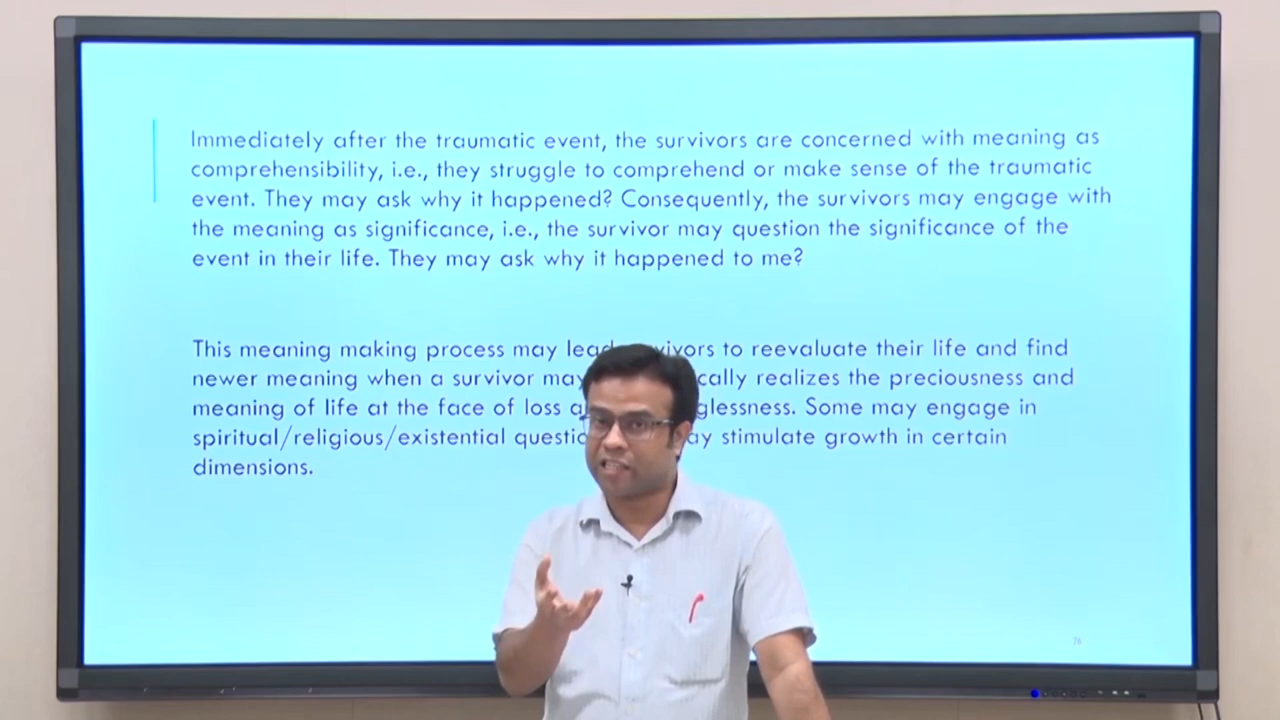 Immediately after the traumatic event, the survivors are concerned with meaning as
comprehensibility, i.e., they struggle to comprehend or make sense of the traumatic
event. They may ask why it happened? Consequently, the survivors may engage with
the meaning as significance, i.e., the survivor may question the significance of the
event in their life. They may ask why it happened to me?
This meaning making process may lead survivors to reevaluate their life and find
newer meaning when a survivor may realizes the preciousness and
meaning of life at the face of loss
Some may engage in
spiritual/religious/existential stimulate growth in certain
dimensions.
76